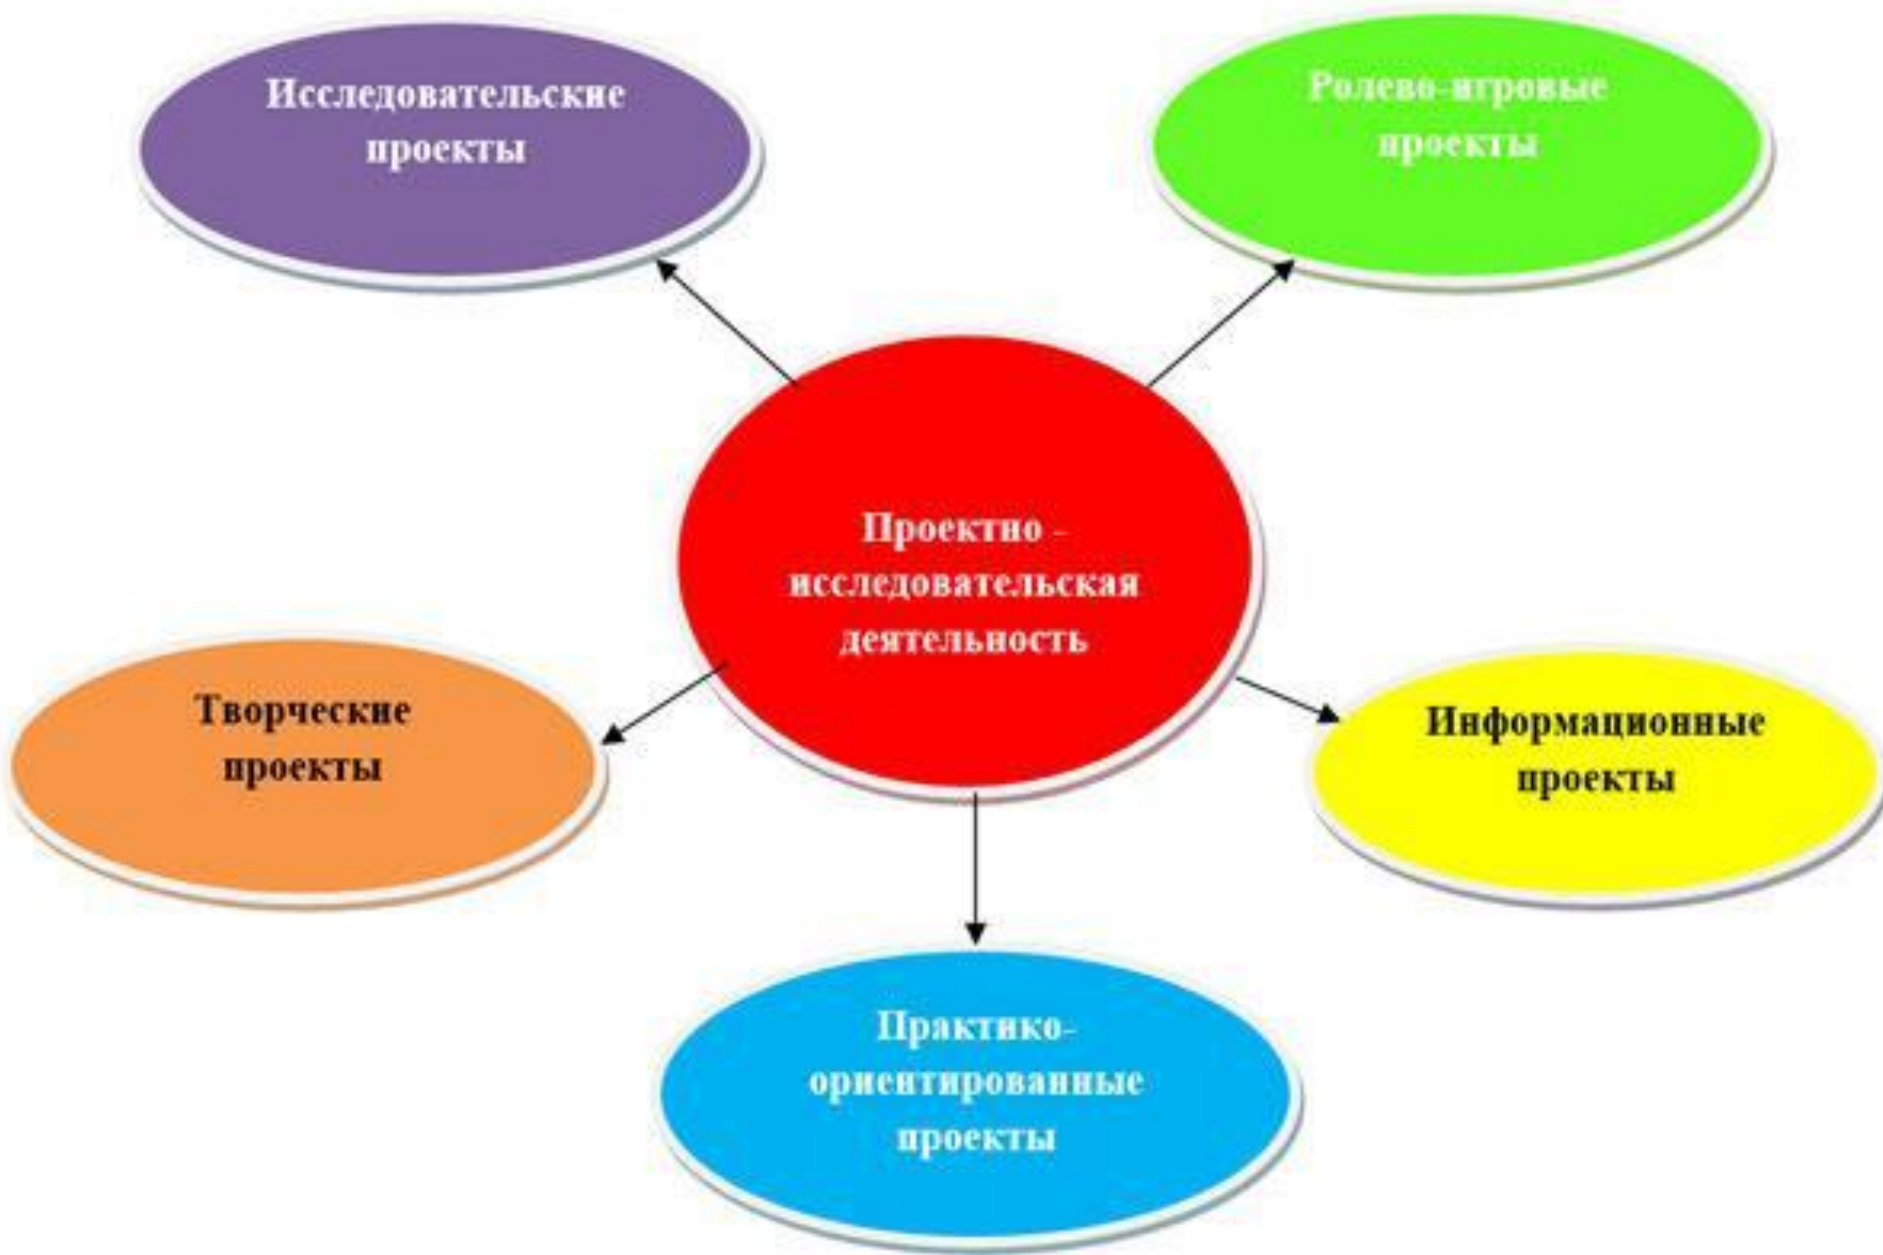 Исследовательские
проекты
Ролево-игровые
проекты
Проектно -
исследовательская
деятельность
Творческие
проекты
Информационные
проекты
Практико-
ориентированные
проекты